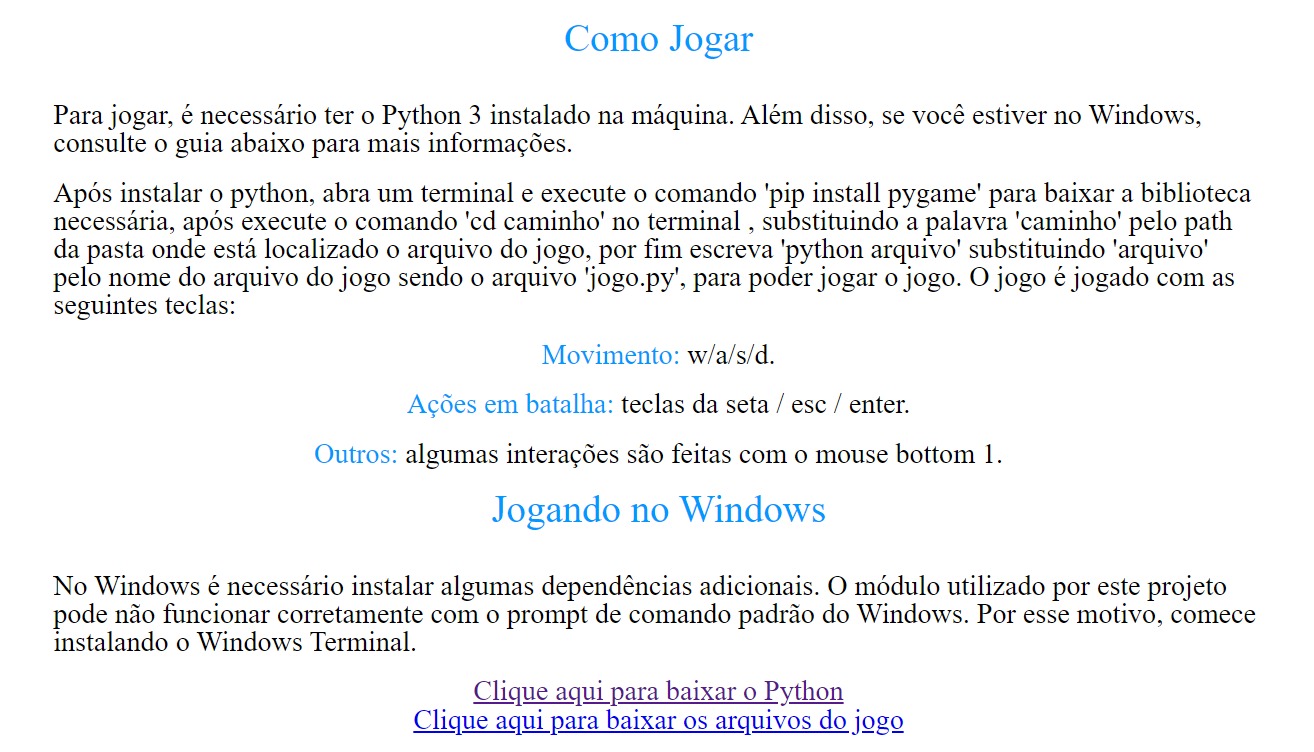 Como Jogar
Para jogar, é necessário ter o Python 3 instalado na máquina. Além disso, se você estiver no Windows,
consulte o guia abaixo para mais informações.
Após instalar o python, abra um terminal e execute o comando 'pip install pygame' para baixar a biblioteca
necessária, após execute o comando 'cd caminho' no terminal , substituindo a palavra 'caminho' pelo path
da pasta onde está localizado o arquivo do jogo, por fim escreva 'python arquivo' substituindo 'arquivo'
pelo nome do arquivo do jogo sendo o arquivo 'jogo.py', para poder jogar o jogo. O jogo é jogado com as
seguintes teclas:
Movimento: w/a/s/d.
Ações em batalha: teclas da seta / esc / enter.
Outros: algumas interações são feitas com o mouse bottom 1.
Jogando no Windows
No Windows é necessário instalar algumas dependências adicionais. O módulo utilizado por este projeto
pode não funcionar corretamente com o prompt de comando padrão do Windows. Por esse motivo, comece
instalando o Windows Terminal.
Clique aqui para baixar o Python
Clique aqui para baixar os arquivos do jogo